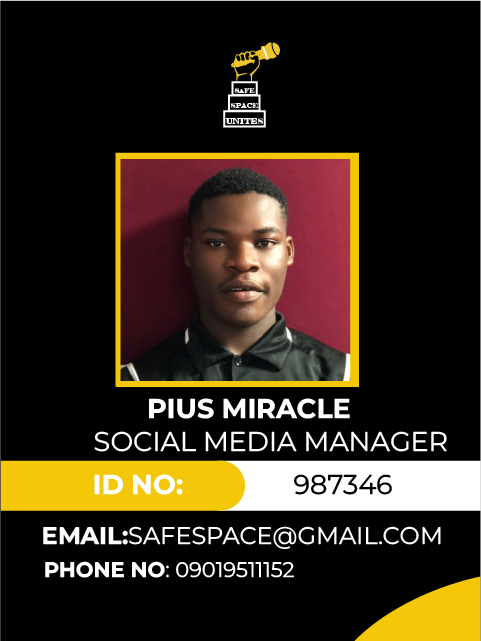 SAFE
SPACE
UNITES
PIUS MIRACLE
SOCIAL MEDIA MANAGER
ID NO: 987346
EMAIL:SAFESPACE@GMAIL.COM
PHONE NO: 09019511152